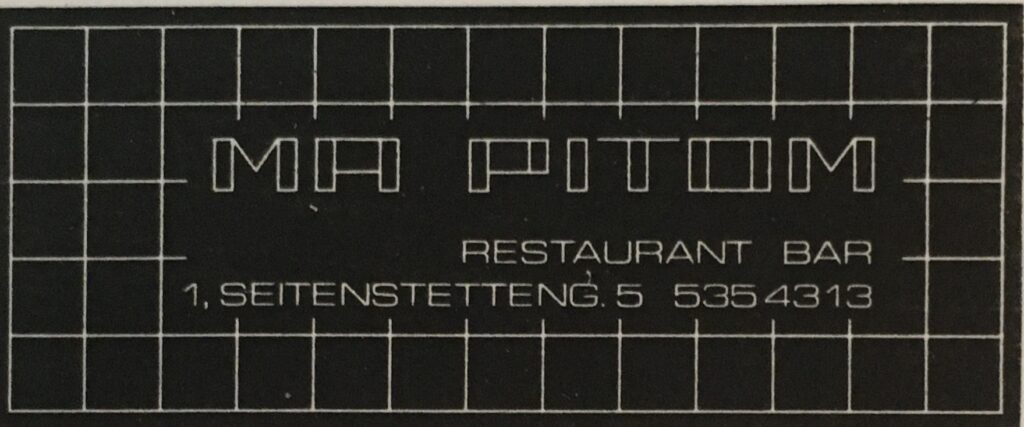 MA PITOM
RESTAURANT BAR
1, SEITENSTETTENG. 5 5354313